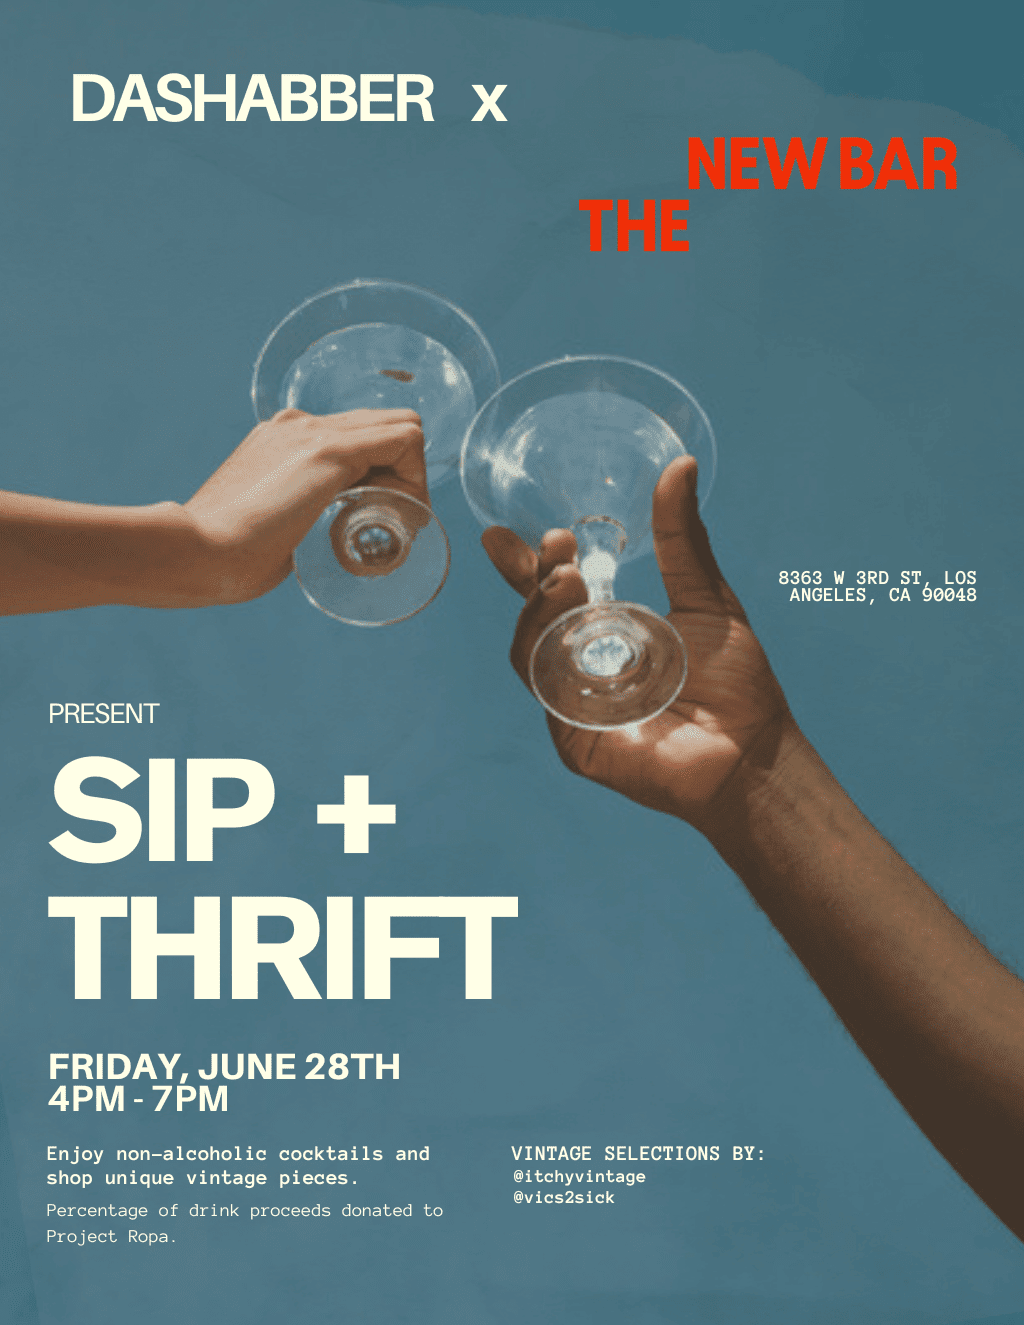 DASHABBER x
NEW BAR
THE
8363 W 3RD ST, LOS
ANGELES, CA 90048
PRESENT
SIP +
THRIFT
FRIDAY, JUNE 28TH
4PM - 7PM
Enjoy non-alcoholic cocktails and
shop unique vintage pieces.
Percentage of drink proceeds donated to
Project Ropa.
VINTAGE SELECTIONS BY:
@itchyvintage
@vics2sick